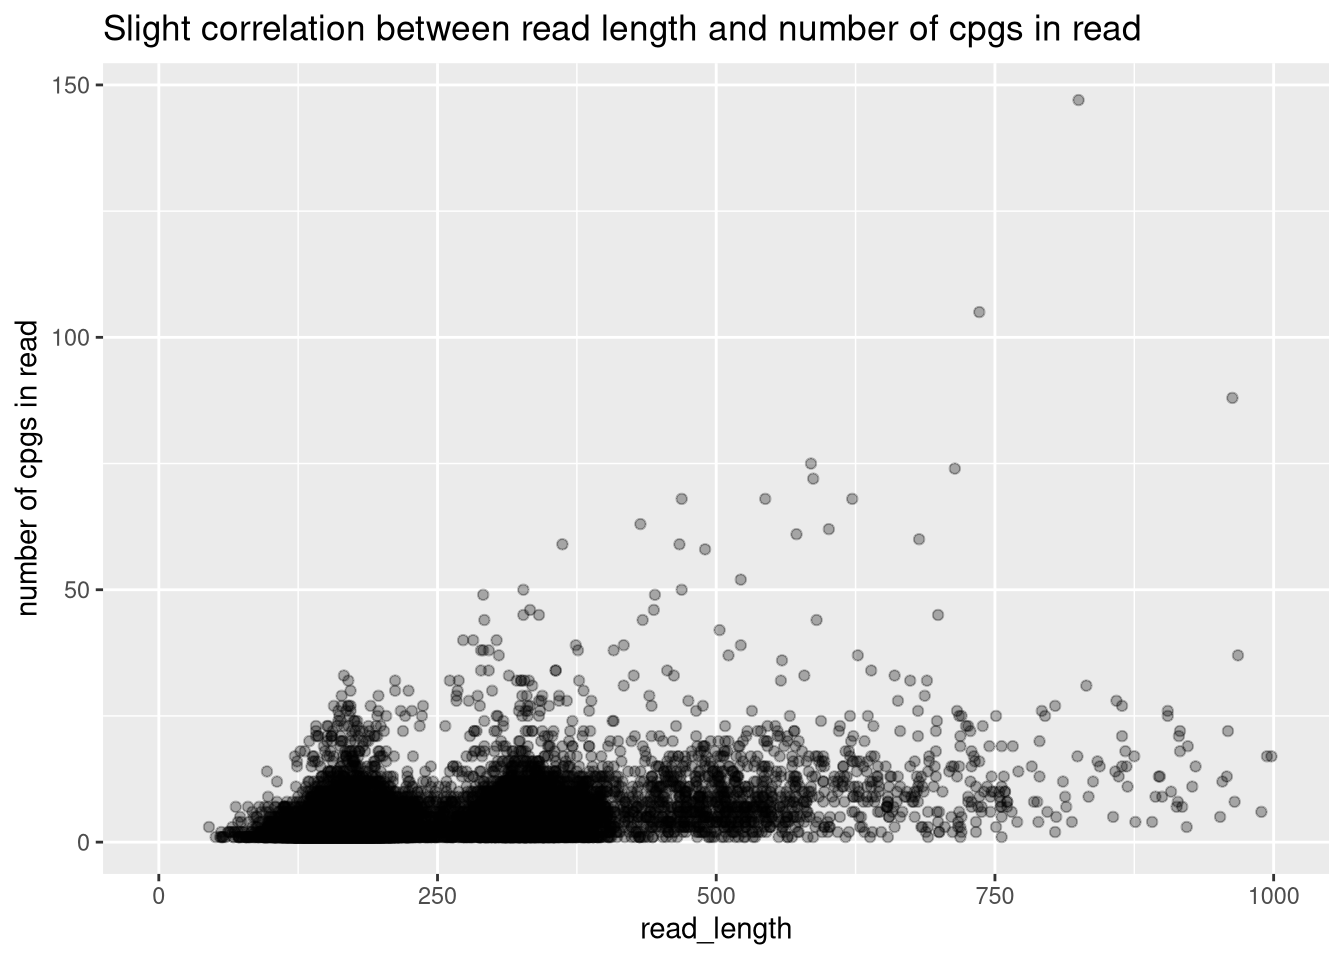 Slight correlation between read length and number of cpgs in read
150
100
50
0
number of cpgs in read
0 250 500 750 1000
read_length